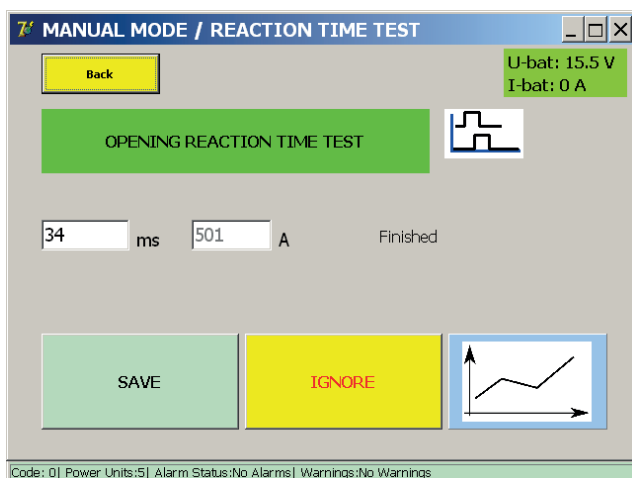 MANUAL MODE / REACTION TIME TEST
Back
U-bat: 15.5 V
I-bat: 0 A
OPENING REACTION TIME TEST
34 ms 501 A Finished
SAVE
IGNORE
Code: 0| Power Units:5| Alarm Status:No Alarms| Warnings:No Warnings